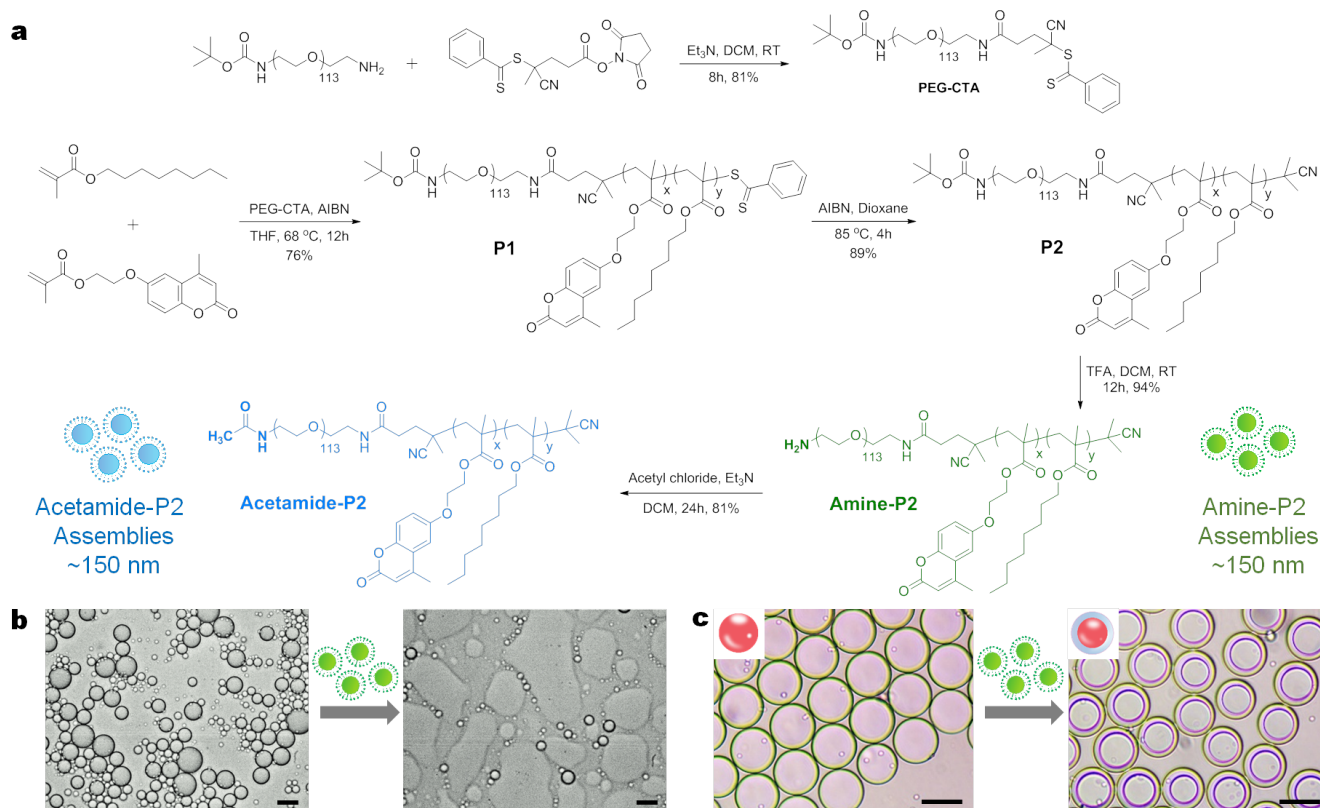 a
Et₃N, DCM, RT
8h, 81%
PEG-CTA
PEG-CTA, AIBN
THF, 68 °C, 12h
76%
P1
AIBN, Dioxane
85 °C, 4h
89%
P2
TFA, DCM, RT
12h, 94%
Acetamide-P2
Assemblies
~150 nm
Acetamide-P2
Acetyl chloride, Et₃N
DCM, 24h, 81%
Amine-P2
Amine-P2
Assemblies
~150 nm
b
c